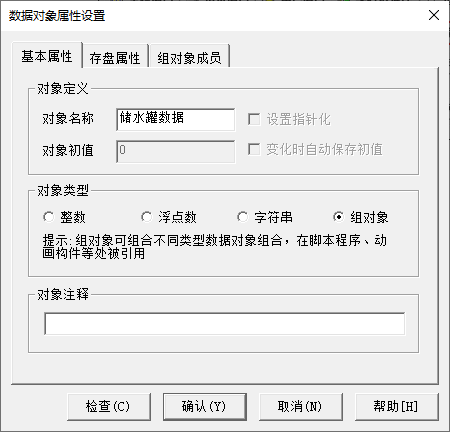 数据对象属性设置
基本属性 存盘属性 组对象成员
对象定义
对象名称 储水罐数据 设置指针化
对象初值 0 变化时自动保存初值
对象类型
整数 浮点数 字符串 组对象
提示:组对象可组合不同类型数据对象组合，在脚本程序、动
画构件等处被引用
对象注释
检查(C) 确认(Y) 取消(N) 帮助[H]